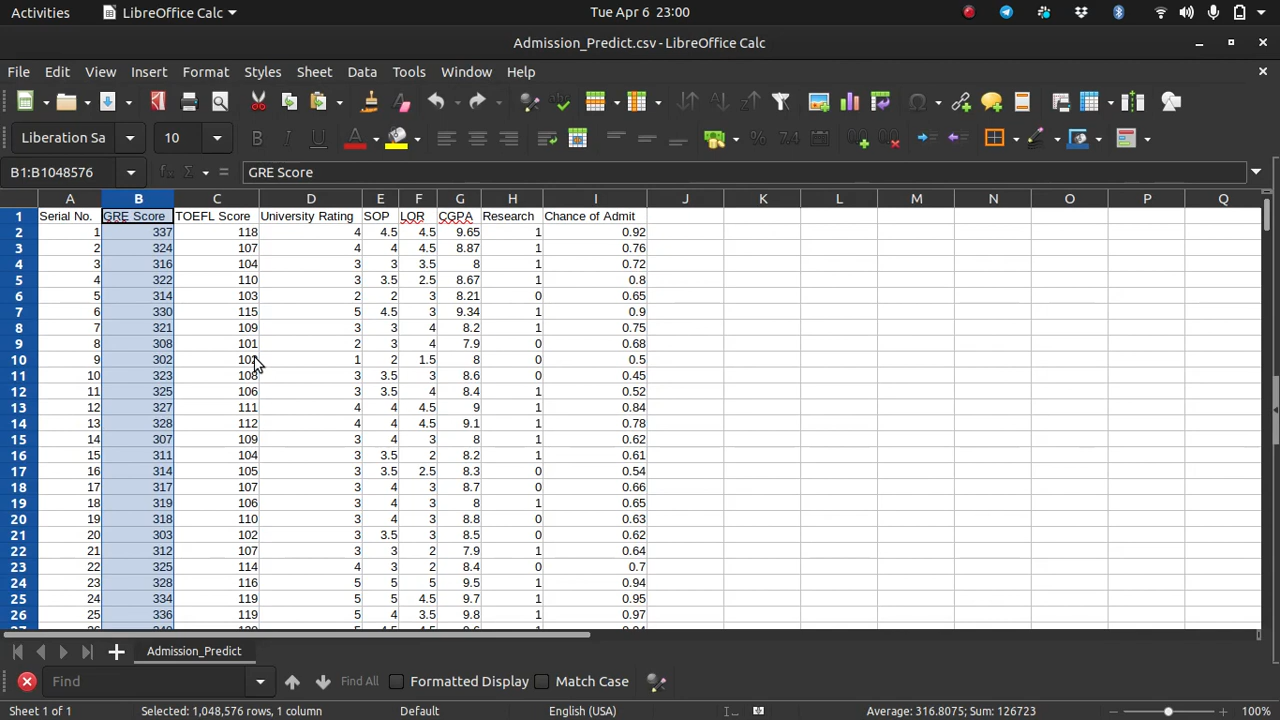 Activities LibreOffice Calc Tue Apr 6 23:00
Admission_Predict.csv - LibreOffice Calc
File Edit View Insert Format Styles Sheet Data Tools Window Help
Liberation Sa 10
B1:B1048576 GRE Score
A B C D E F G H I J K L M N O P Q
1 Serial No. GRE Score TOEFL Score University Rating SOP LOR CGPA Research Chance of Admit
2 1 337 118 4 4.5 4.5 9.65 1 0.92
3 2 324 107 4 4 4.5 8.87 1 0.76
4 3 316 104 3 3 3.5 8 1 0.72
5 4 322 110 3 3.5 2.5 8.67 1 0.8
6 5 314 103 2 2 3 8.21 0 0.65
7 6 330 115 5 4.5 3 9.34 1 0.9
8 7 321 109 3 3 4 8.2 1 0.75
9 8 308 101 2 3 4 7.9 0 0.68
10 9 302 102 1 2 1.5 8 0 0.5
11 10 323 108 3 3.5 3 8.6 0 0.45
12 11 325 106 3 3.5 4 8.4 1 0.52
13 12 327 111 4 4 4.5 9 1 0.84
14 13 328 112 4 4 4.5 9.1 1 0.78
15 14 307 109 3 4 3 8 1 0.62
16 15 311 104 3 3.5 2 8.2 1 0.61
17 16 314 105 3 3.5 2.5 8.3 0 0.54
18 17 317 107 3 4 3 8.7 0 0.66
19 18 319 106 3 4 3 8 1 0.65
20 19 318 110 3 4 3 8.8 0 0.63
21 20 303 102 3 3.5 3 8.5 0 0.62
22 21 312 107 3 3 2 7.9 1 0.64
23 22 325 114 4 3 2 8.4 0 0.7
24 23 328 116 5 5 5 9.5 1 0.94
25 24 334 119 5 5 4.5 9.7 1 0.95
26 25 336 119 5 4 3.5 9.8 1 0.97
Admission_Predict
Find Find All Formatted Display Match Case
Sheet 1 of 1 Selected: 1,048,576 rows, 1 column Default English (USA) Average: 316.8075; Sum: 126723 100%